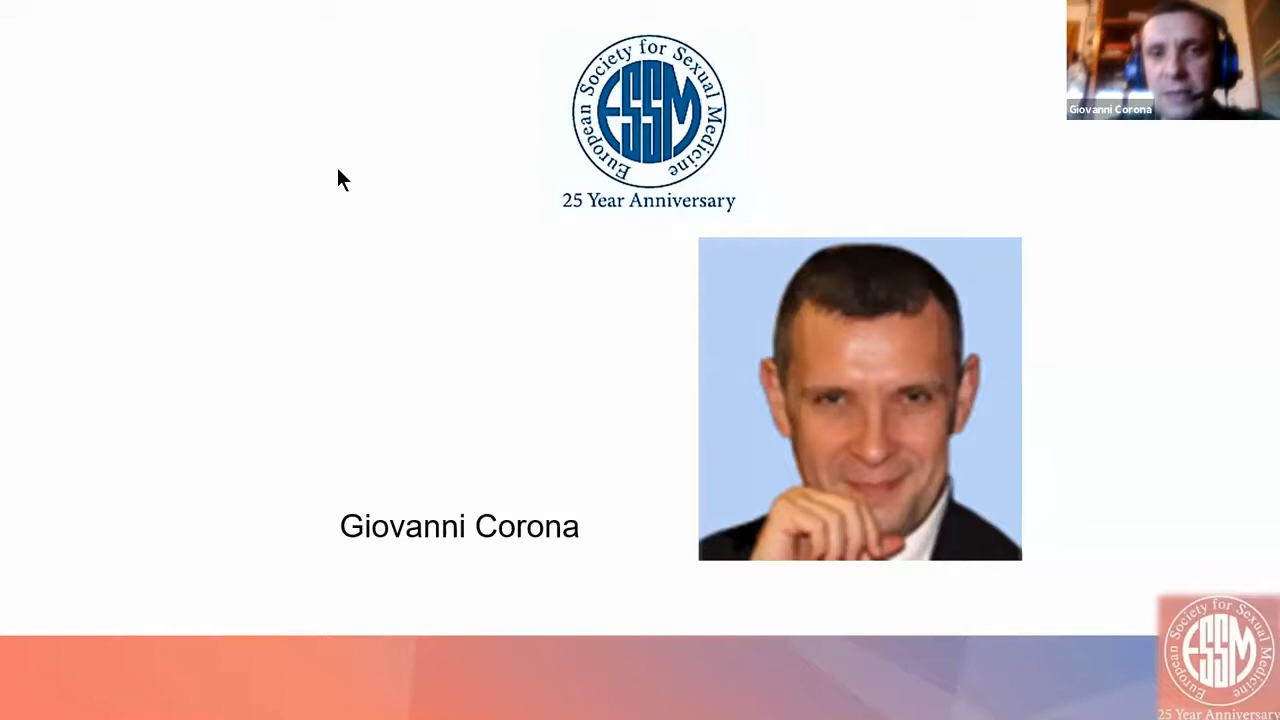 European Society for Sexual Medicine
ESSM
25 Year Anniversary
Giovanni Corona
Giovanni Corona
European Society for Sexual Medicine
ESSM
25 Year Anniversary